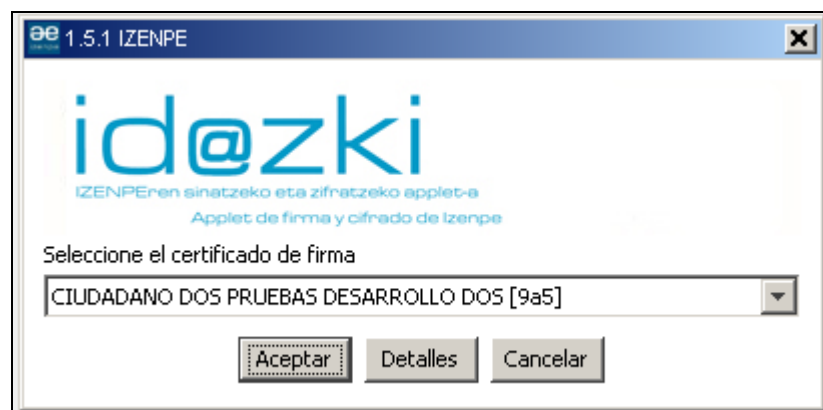 1.5.1 IZENPE
id@zki
IZENPEren sinatzeko eta zifratzeko applet-a
Applet de firma y cifrado de Izenpe
Seleccione el certificado de firma
CIUDADANO DOS PRUEBAS DESARROLLO DOS [9a5]
Aceptar Detalles Cancelar